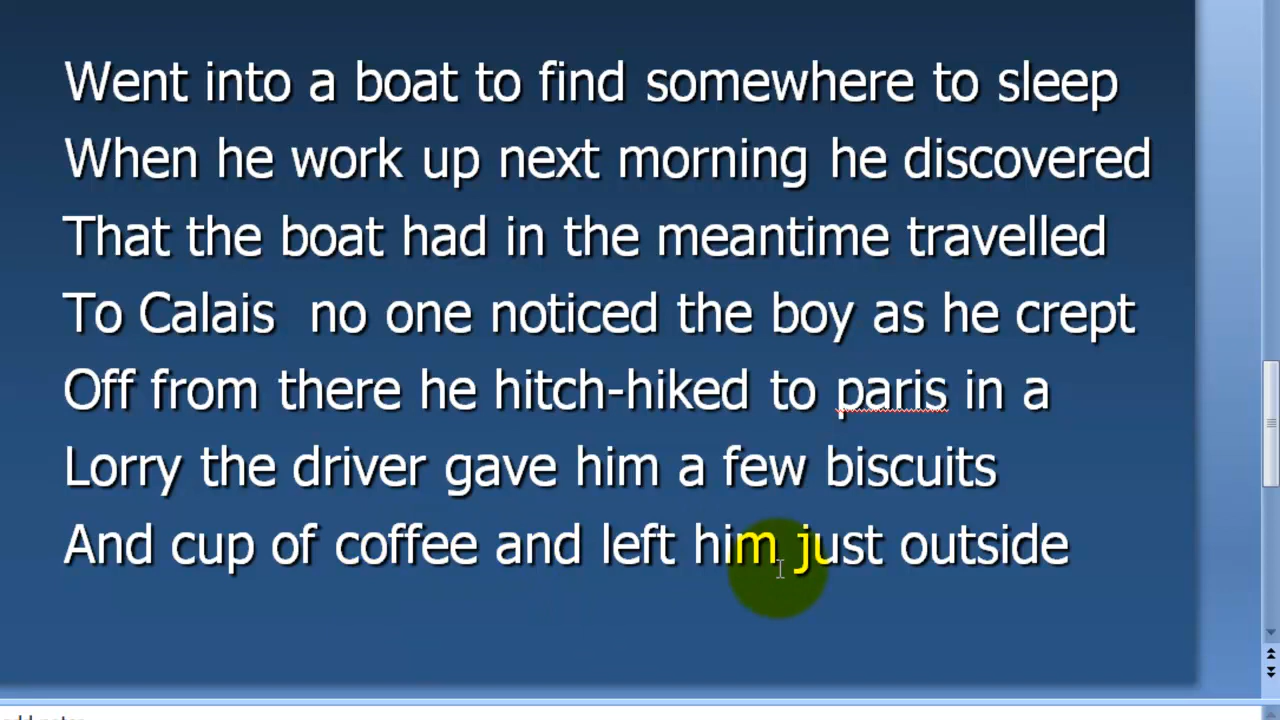 Went into a boat to find somewhere to sleep
When he work up next morning he discovered
That the boat had in the meantime travelled
To Calais  no one noticed the boy as he crept
Off from there he hitch-hiked to paris in a
Lorry the driver gave him a few biscuits
And cup of coffee and left him just outside